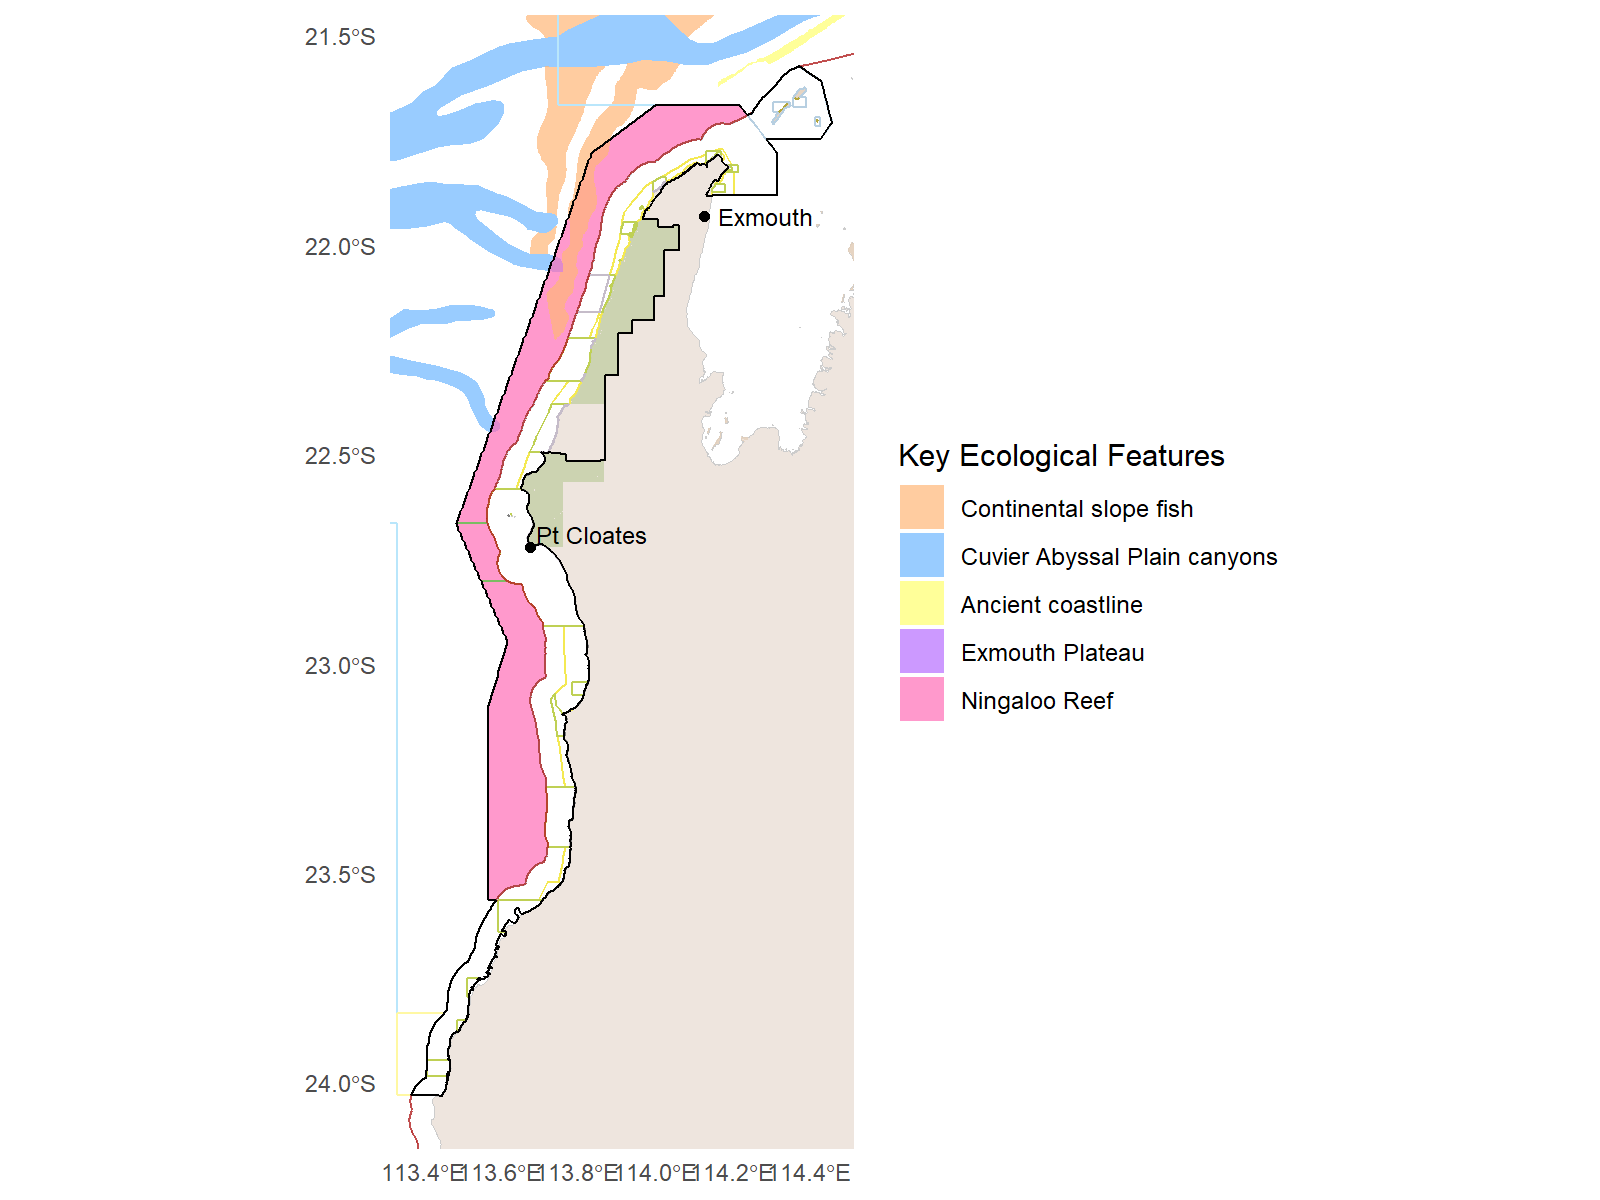 21.5°S
22.0°S
22.5°S
23.0°S
23.5°S
24.0°S
Exmouth
Pt Cloates
113.4°E
113.6°E
113.8°E
114.0°E
114.2°E
114.4°E
Key Ecological Features
Continental slope fish
Cuvier Abyssal Plain canyons
Ancient coastline
Exmouth Plateau
Ningaloo Reef